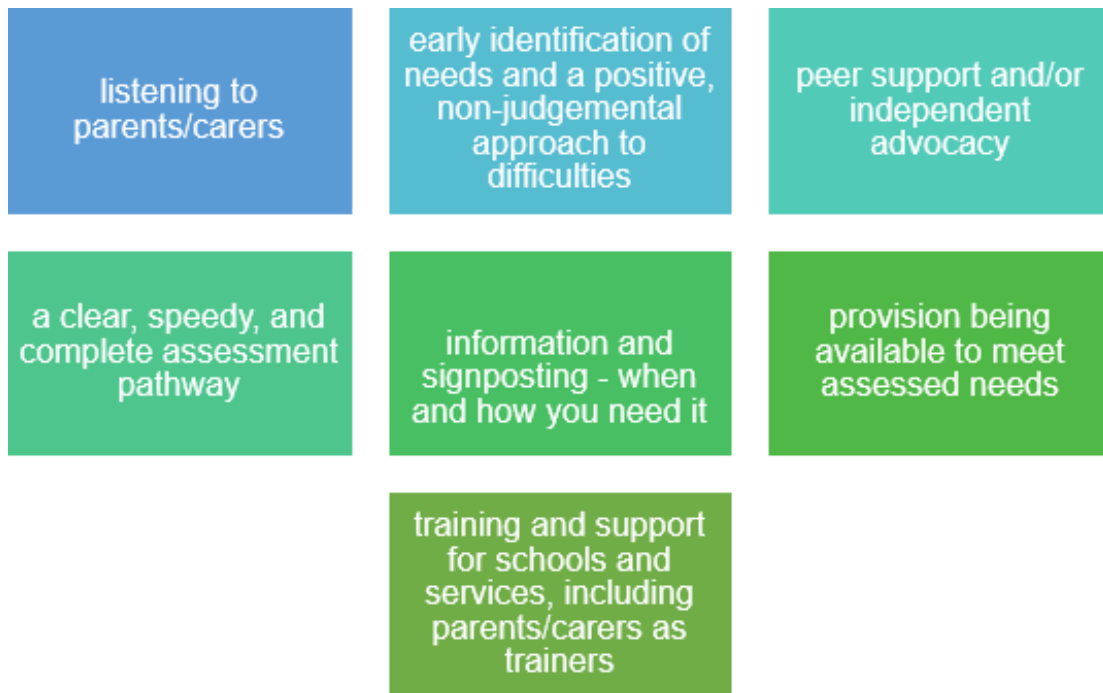 listening to
parents/carers
early identification of
needs and a positive,
non-judgemental
approach to
difficulties
peer support and/or
independent
advocacy
a clear, speedy, and
complete assessment
pathway
information and
signposting - when
and how you need it
provision being
available to meet
assessed needs
training and support
for schools and
services, including
parents/carers as
trainers